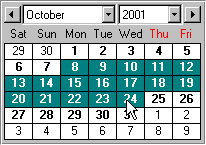 October 2001
Sat Sun Mon Tue Wed Thu Fri
29 30 1 2 3 4 5
6 7 8 9 10 11 12
13 14 15 16 17 18 19
20 21 22 23 24 25 26
27 28 29 30 31 1 2
3 4 5 6 7 8 9